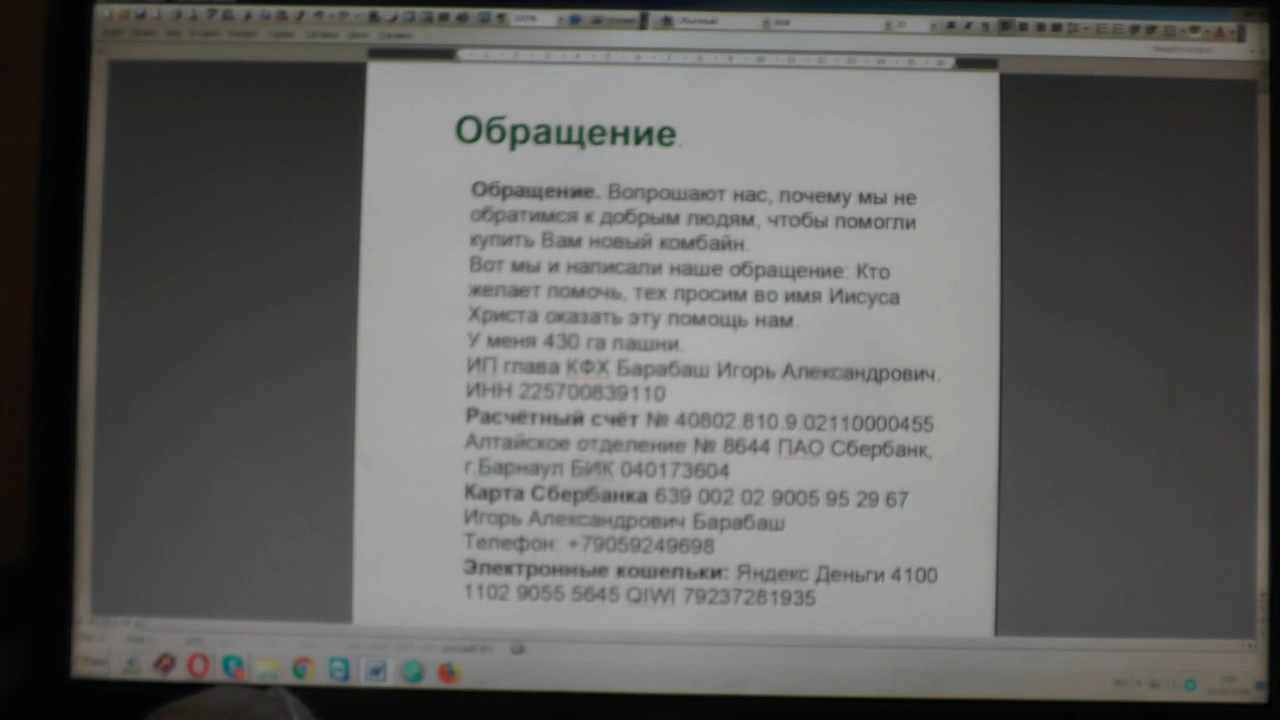 Обращение.
Обращение. Вопрошают нас, почему мы не
обратимся к добрым людям, чтобы помогли
купить Вам новый комбайн.
Вот мы и написали наше обращение: Кто
желает помочь, тех просим во имя Иисуса
Христа оказать эту помощь нам.
У меня 430 га пашни.
ИП глава КФХ Барабаш Игорь Александрович.
ИНН 225700839110
Расчётный счёт № 40802.810.9.02110000455
Алтайское отделение № 8644 ПАО Сбербанк,
г.Барнаул БИК 040173604
Карта Сбербанка 639 002 02 9005 95 29 67
Игорь Александрович Барабаш
Телефон: +79059249698
Электронные кошельки: Яндекс Деньги 4100
1102 9055 5645 QIWI 79237281935